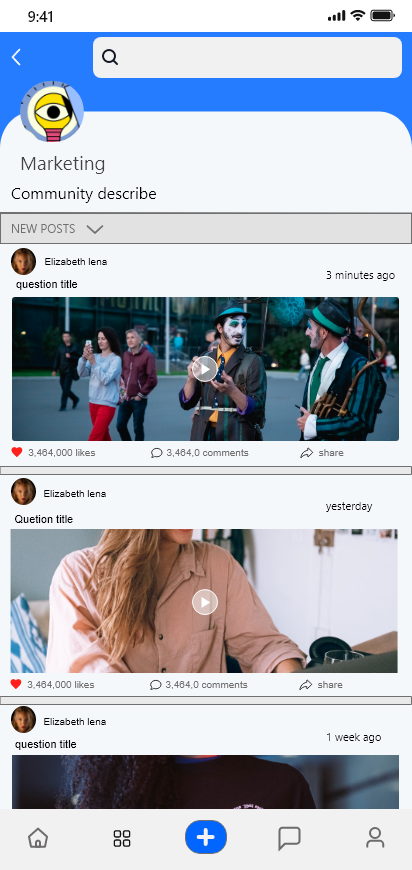 9:41
Marketing
Community describe
NEW POSTS
Elizabeth lena
3 minutes ago
question title
3,464,000 likes 3,464,0 comments share
Elizabeth lena
yesterday
Quetion title
3,464,000 likes 3,464,0 comments share
Elizabeth lena
1 week ago
question title